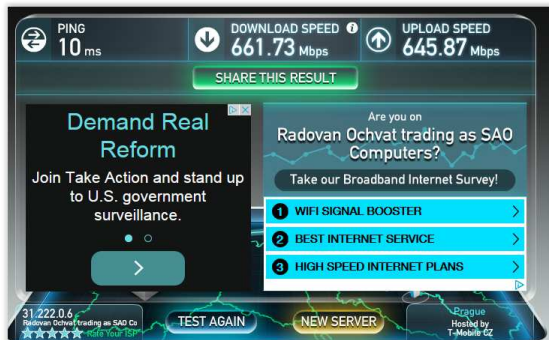 PING
10 ms
DOWNLOAD SPEED
661.73 Mbps
UPLOAD SPEED
645.87 Mbps
SHARE THIS RESULT
Demand Real
Reform
Join Take Action and stand up
to U.S. government
surveillance.
Are you on
Radovan Ochvat trading as SAO
Computers?
Take our Broadband Internet Survey!
1 WIFI SIGNAL BOOSTER
2 BEST INTERNET SERVICE
3 HIGH SPEED INTERNET PLANS
31.222.0.6
Radovan Ochvat trading as SAO Co
Rate Your ISP
TEST AGAIN
NEW SERVER
Prague
Hosted by
T-Mobile CZ